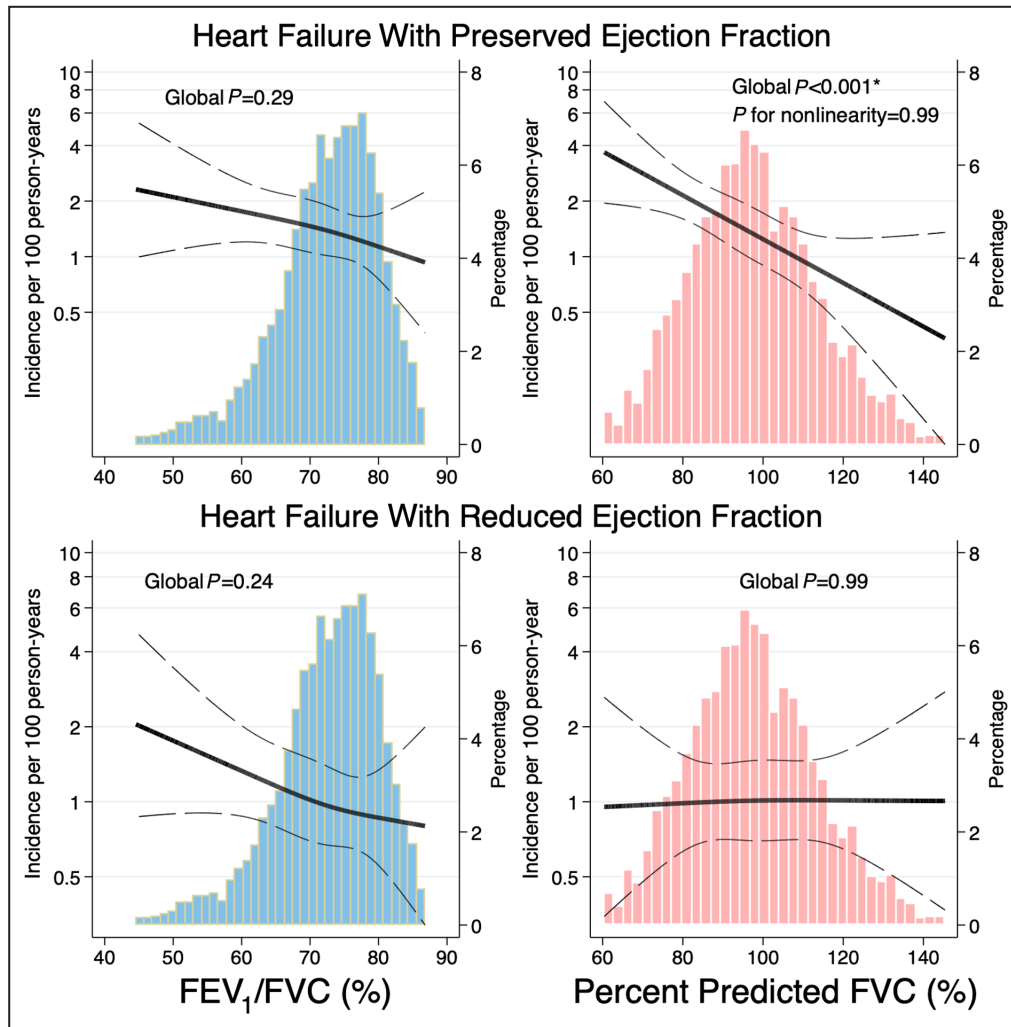 Heart Failure With Preserved Ejection Fraction
Incidence per 100 person-years
10
8
6
4
2
1
0.5
Global P=0.29
8
6
4
2
0
Percentage
40 50 60 70 80 90
Incidence per 100 person-year
10
8
6
4
2
1
0.5
Global P<0.001*
P for nonlinearity=0.99
8
6
4
2
0
Percentage
60 80 100 120 140
Heart Failure With Reduced Ejection Fraction
Incidence per 100 person-years
10
8
6
4
2
1
0.5
Global P=0.24
8
6
4
2
0
Percentage
40 50 60 70 80 90
FEV₁/FVC (%)
Incidence per 100 person-year
10
8
6
4
2
1
0.5
Global P=0.99
8
6
4
2
0
Percentage
60 80 100 120 140
Percent Predicted FVC (%)